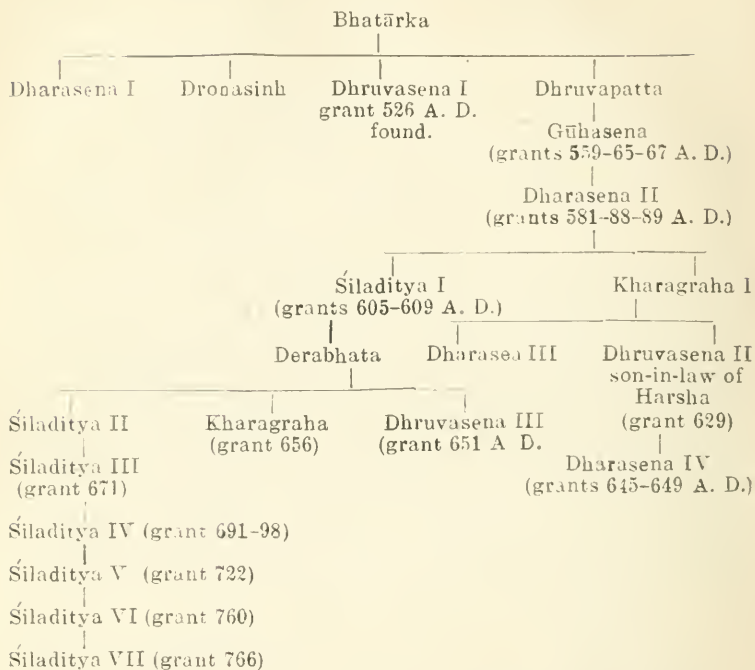 Bhatārka
Dharasena I Dronasinh Dhruvasena I Dhruvapatta
grant 526 A. D.
found. Gūhasena
(grants 559-65-67 A. D.)
Dharasena II
(grants 581-88-89 A. D.)
Śiladitya I Kharagraha I
(grants 605-609 A. D.)
Derabhata Dharasea III Dhruvasena II
son-in-law of
Harsha
Śiladitya II Kharagraha Dhruvasena III (grant 629)
(grant 656) (grant 651 A D.
Śiladitya III Dharasena IV
(grant 671) (grants 645-649 A. D.)
Śiladitya IV (grant 691-98)
Śiladitya V (grant 722)
Śiladitya VI (grant 760)
Śiladitya VII (grant 766)